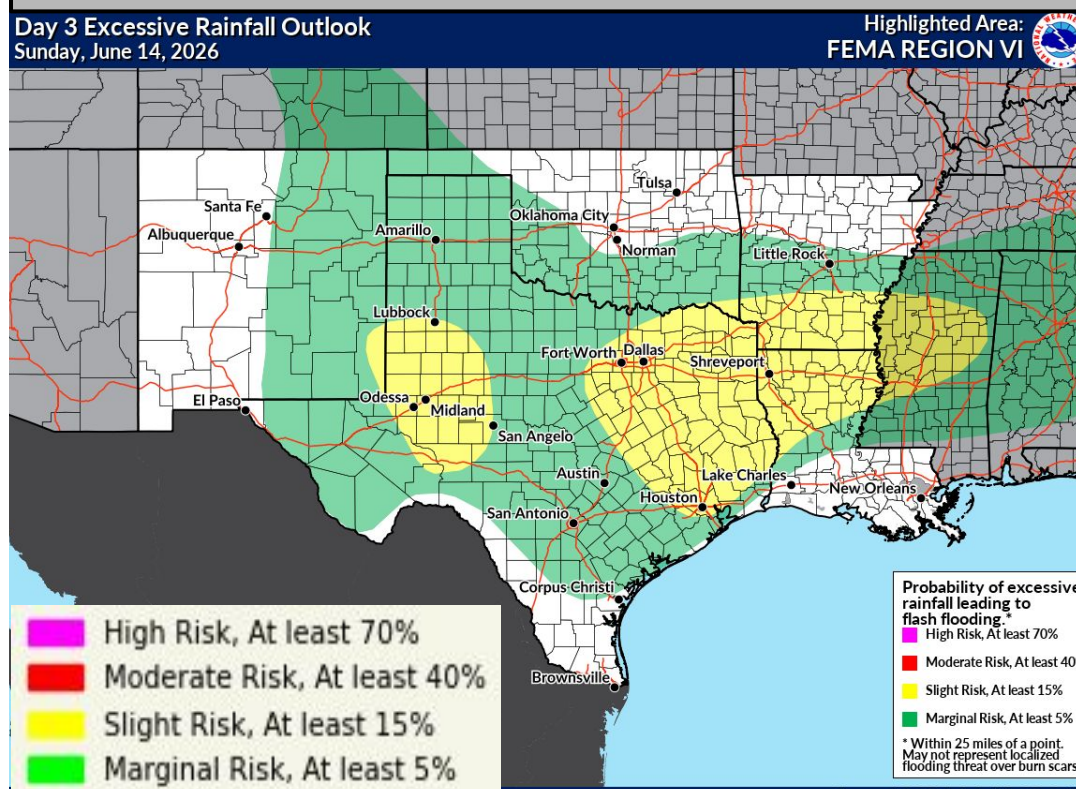 Day 3 Excessive Rainfall Outlook
Sunday, June 14, 2026
Highlighted Area:
FEMA REGION VI
NATIONAL WEATHER
Tulsa
Santa Fe
Oklahoma City
Albuquerque
Amarillo
Norman
Little Rock
Lubbock
Fort Worth
Dallas
Shreveport
El Paso
Odessa
Midland
San Angelo
Austin
Lake Charles
Houston
New Orleans
San Antonio
Corpus Christi
Brownsville
High Risk, At least 70%
Moderate Risk, At least 40%
Slight Risk, At least 15%
Marginal Risk, At least 5%
Probability of excessive
rainfall leading to
flash flooding.*
High Risk, At least 70%
Moderate Risk, At least 40%
Slight Risk, At least 15%
Marginal Risk, At least 5%
* Within 25 miles of a point.
May not represent localized
flooding threat over burn scars